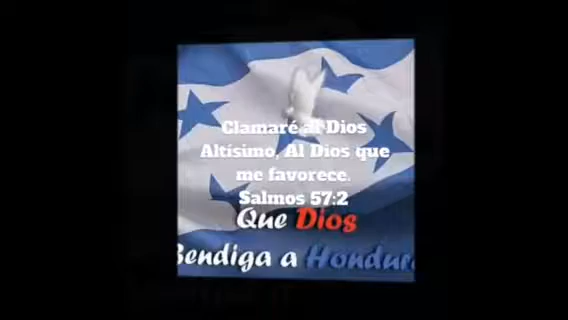 Clamaré al Dios
Altísimo, Al Dios que
me favorece.
Salmos 57:2
Que Dios
Bendiga a